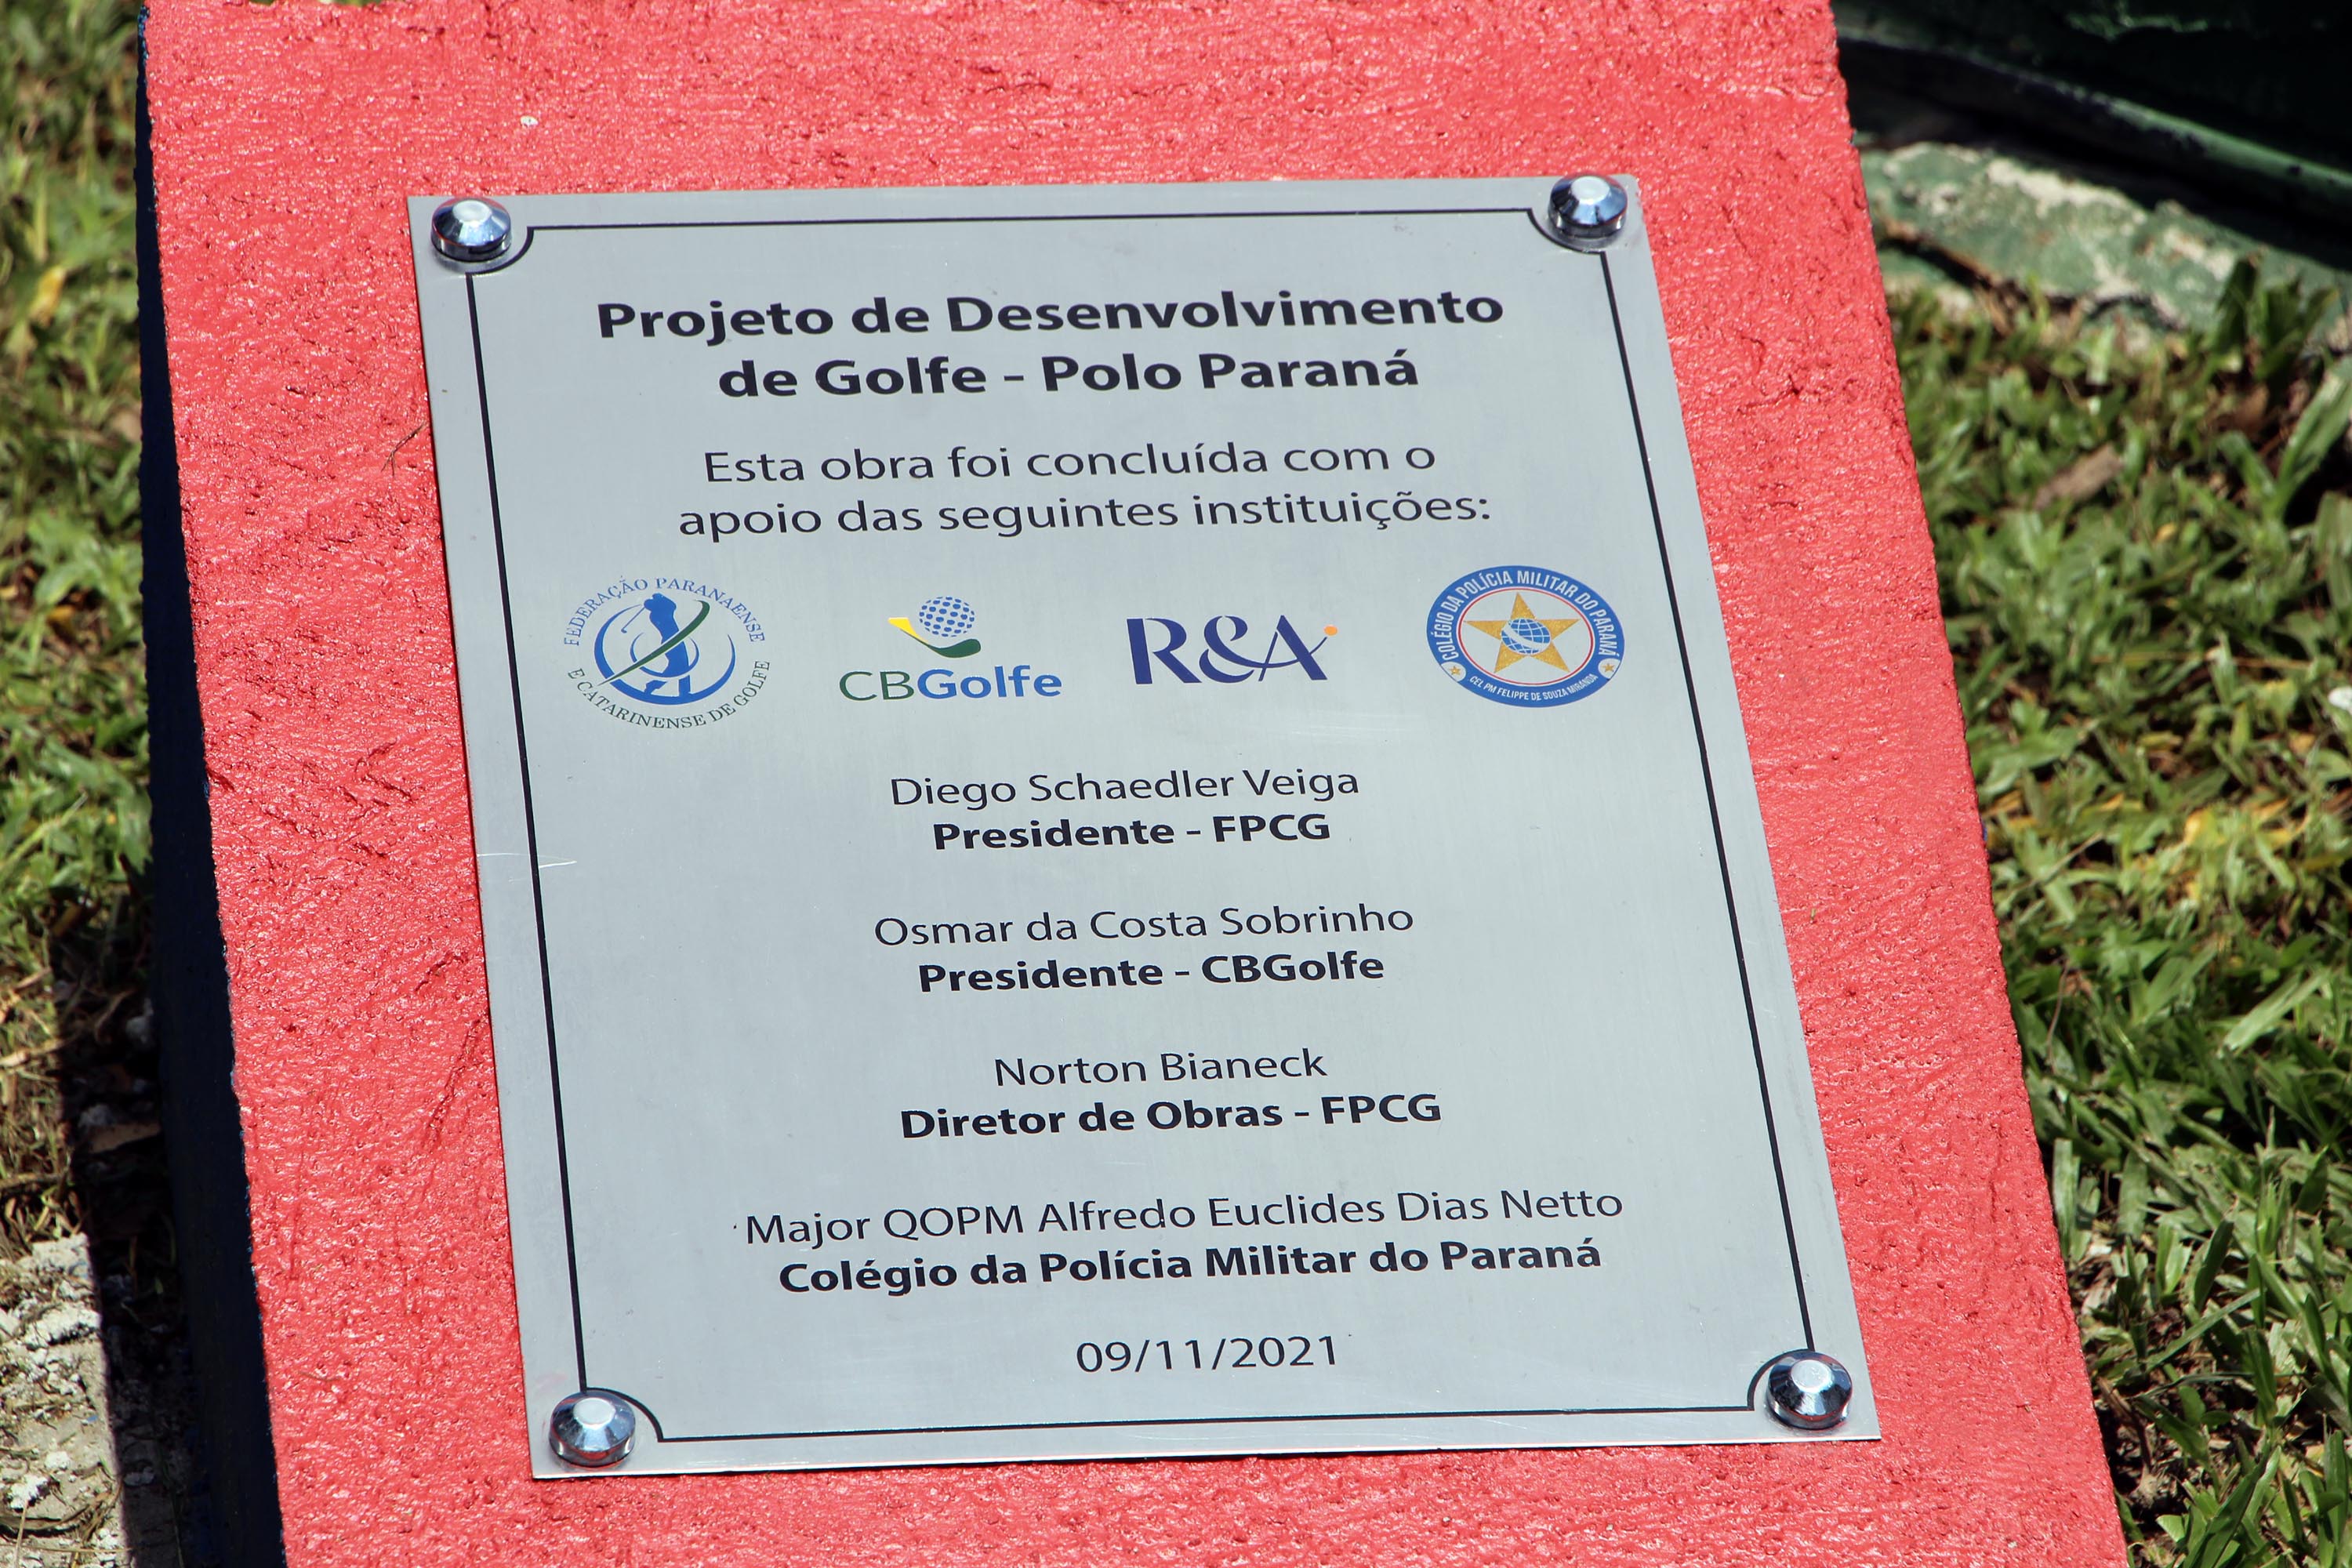 Projeto de Desenvolvimento
de Golfe - Polo Paraná
Esta obra foi concluída com o
apoio das seguintes instituições:
FEDERAÇÃO PARANAENSE
E CATARINENSE DE GOLFE
CBGolfe
R&A
COLÉGIO DA POLÍCIA MILITAR DO PARANÁ
CEL PM FELIPPE DE SOUZA MIRANDA
Diego Schaedler Veiga
Presidente - FPCG
Osmar da Costa Sobrinho
Presidente - CBGolfe
Norton Bianeck
Diretor de Obras - FPCG
Major QOPM Alfredo Euclides Dias Netto
Colégio da Polícia Militar do Paraná
09/11/2021